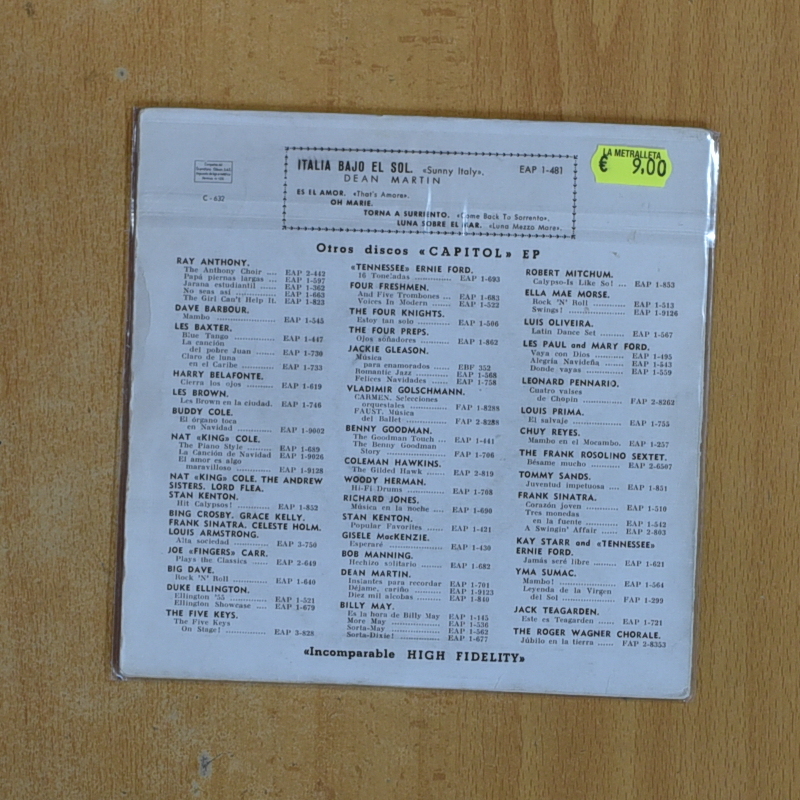 LA METRALLETA
€ 9,00
C - 637
ITALIA BAJO EL SOL. «Sunny Italy». EAP 1-481
DEAN MARTIN
ES EL AMOR. «That's Amore».
OH MARIE.
TORNA A SURRIENTO. «Come Back To Sorrento».
LUNA SOBRE EL MAR. «Luna Mezzo Mare».
Otros discos «CAPITOL» EP
RAY ANTHONY.
The Anthony Choir .... EAP 2-442
Papá piernas largas ... EAP 1-597
Jarana estudiantil ...... EAP 1-362
No seas así ............... EAP 1-663
The Girl Can't Help It. EAP 1-823
DAVE BARBOUR.
Mambo ..................... EAP 1-545
LES BAXTER.
Blue Tango ............... EAP 1-447
La canción
del pobre Juan ........ EAP 1-730
Claro de luna
en el Caribe ............ EAP 1-733
HARRY BELAFONTE.
Cierra los ojos .......... EAP 1-619
LES BROWN.
Les Brown en la ciudad. EAP 1-746
BUDDY COLE.
El órgano toca
en Navidad ............ EAP 1-9002
NAT «KING» COLE.
The Piano Style ........ EAP 1-689
La Canción de Navidad EAP 1-9026
El amor es algo
maravilloso ............ EAP 1-9128
NAT «KING» COLE, THE ANDREW
SISTERS, LORD FLEA.
STAN KENTON.
Hit Calypsos! ............ EAP 1-852
BING CROSBY, GRACE KELLY,
FRANK SINATRA, CELESTE HOLM,
LOUIS ARMSTRONG.
Alta sociedad ............ EAP 3-750
JOE «FINGERS» CARR.
Plays the Classics ...... EAP 2-649
BIG DAVE.
Rock 'N' Roll ............ EAP 1-640
DUKE ELLINGTON.
Ellington '55 ............. EAP 1-521
Ellington Showcase .... EAP 1-679
THE FIVE KEYS.
The Five Keys
On Stage! ............... EAP 3-828
«TENNESSEE» ERNIE FORD.
16 Toneladas ............ EAP 1-693
FOUR FRESHMEN.
And Five Trombones ... EAP 1-683
Voices In Modern ...... EAP 1-522
THE FOUR KNIGHTS.
Estoy tan solo .......... EAP 1-506
THE FOUR PREPS.
Ojos soñadores .......... EAP 1-862
JACKIE GLEASON.
Música
para enamorados ...... EBF 352
Romantic Jazz .......... EAP 1-568
Felices Navidades ...... EAP 1-758
VLADIMIR GOLSCHMANN.
CARMEN. Selecciones
orquestales ............. FAP 1-8288
FAUST. Música
del Ballet ............... FAP 2-8288
BENNY GOODMAN.
The Goodman Touch ... EAP 1-441
The Benny Goodman
Story .................... FAP 1-706
COLEMAN HAWKINS.
The Gilded Hawk ...... EAP 2-819
WOODY HERMAN.
Hi-Fi Drums ............. EAP 1-768
RICHARD JONES.
Música en la noche .... EAP 1-690
STAN KENTON.
Popular Favorites ...... EAP 1-421
GISELE MacKENZIE.
Esperaré .................. EAP 1-430
BOB MANNING.
Hechizo solitario ....... EAP 1-682
DEAN MARTIN.
Instantes para recordar EAP 1-701
Déjame, cariño ......... EAP 1-9123
Diez mil alcobas ....... EAP 1-840
BILLY MAY.
Es la hora de Billy May EAP 1-145
More May ................ EAP 1-536
Sorta-May ................ EAP 1-562
Sorta-Dixie! ............. EAP 1-677
ROBERT MITCHUM.
Calypso-Is Like So! ... EAP 1-853
ELLA MAE MORSE.
Rock 'N' Roll ........... EAP 1-513
Swing! .................... EAP 1-9126
LUIS OLIVEIRA.
Latin Dance Set ........ EAP 1-567
LES PAUL and MARY FORD.
Vaya con Dios .......... EAP 1-495
Alegría Navideña ....... EAP 1-543
Donde vayas ............ EAP 1-559
LEONARD PENNARIO.
Cuatro valses
de Chopin .............. FAP 2-8262
LOUIS PRIMA.
El salvaje ................ EAP 1-755
CHUY REYES.
Mambo en el Mocambo. EAP 1-257
THE FRANK ROSOLINO SEXTET.
Bésame mucho .......... EAP 2-6507
TOMMY SANDS.
Juventud impetuosa .... EAP 1-851
FRANK SINATRA.
Corazón joven ........... EAP 1-510
Tres monedas
en la fuente ............ EAP 1-542
A Swingin' Affair ...... EAP 2-803
KAY STARR and «TENNESSEE»
ERNIE FORD.
Jamás seré libre ........ EAP 1-621
YMA SUMAC.
Mambo! ................... EAP 1-564
Leyenda de la Virgen
del Sol .................. FAP 1-299
JACK TEAGARDEN.
Este es Teagarden ..... EAP 1-721
THE ROGER WAGNER CHORALE.
Júbilo en la tierra ..... FAP 2-8353
«Incomparable HIGH FIDELITY»